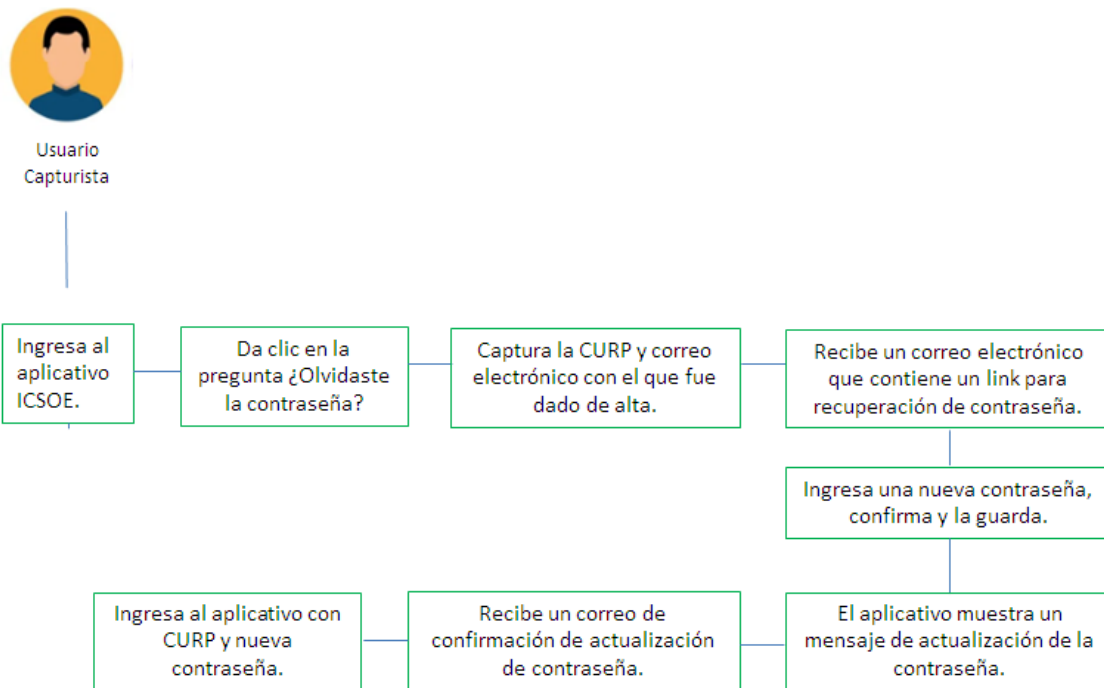 Usuario
Capturista
Ingresa al
aplicativo
ICSOE.
Da clic en la
pregunta ¿Olvidaste
la contraseña?
Captura la CURP y correo
electrónico con el que fue
dado de alta.
Recibe un correo electrónico
que contiene un link para
recuperación de contraseña.
Ingresa una nueva contraseña,
confirma y la guarda.
El aplicativo muestra un
mensaje de actualización de la
contraseña.
Recibe un correo de
confirmación de actualización
de contraseña.
Ingresa al aplicativo con
CURP y nueva
contraseña.